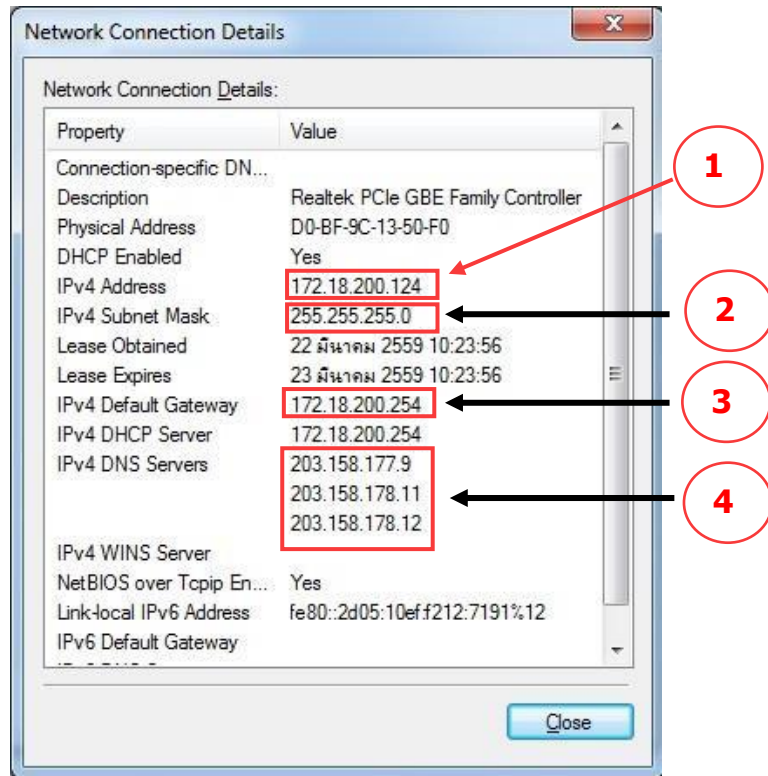 Network Connection Details
Network Connection Details:
Property Value
Connection-specific DN...
Description Realtek PCIe GBE Family Controller
Physical Address D0-BF-9C-13-50-F0
DHCP Enabled Yes
IPv4 Address 172.18.200.124
IPv4 Subnet Mask 255.255.255.0
Lease Obtained 22 มีนาคม 2559 10:23:56
Lease Expires 23 มีนาคม 2559 10:23:56
IPv4 Default Gateway 172.18.200.254
IPv4 DHCP Server 172.18.200.254
IPv4 DNS Servers 203.158.177.9
203.158.178.11
203.158.178.12
IPv4 WINS Server
NetBIOS over Tcpip En... Yes
Link-local IPv6 Address fe80::2d05:10ef:f212:7191%12
IPv6 Default Gateway
Close
1
2
3
4